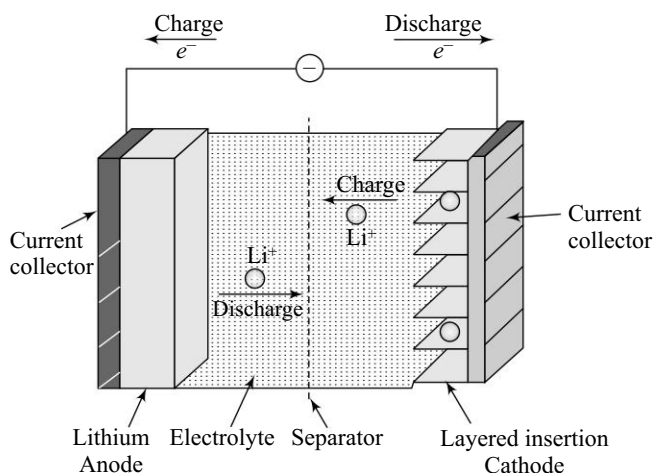 Charge
e⁻
Discharge
e⁻
−
Charge
Li⁺
Li⁺
Discharge
Current
collector
Current
collector
Lithium
Anode
Electrolyte
Separator
Layered insertion
Cathode